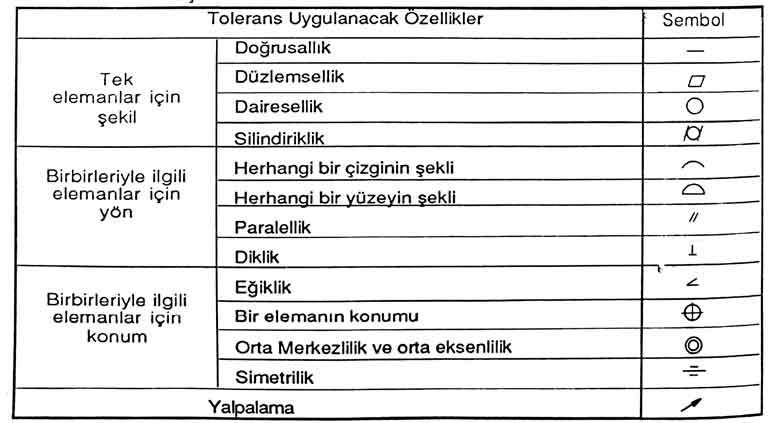 Tolerans Uygulanacak Özellikler Sembol
Tek
elemanlar için
şekil
Doğrusallık
Düzlemsellik
Dairesellik
Silindiriklik
Birbirleriyle ilgili
elemanlar için
yön
Herhangi bir çizginin şekli
Herhangi bir yüzeyin şekli
Paralellik
Diklik
Birbirleriyle ilgili
elemanlar için
konum
Eğiklik
Bir elemanın konumu
Orta Merkezlilik ve orta eksenlilik
Simetrilik
Yalpalama